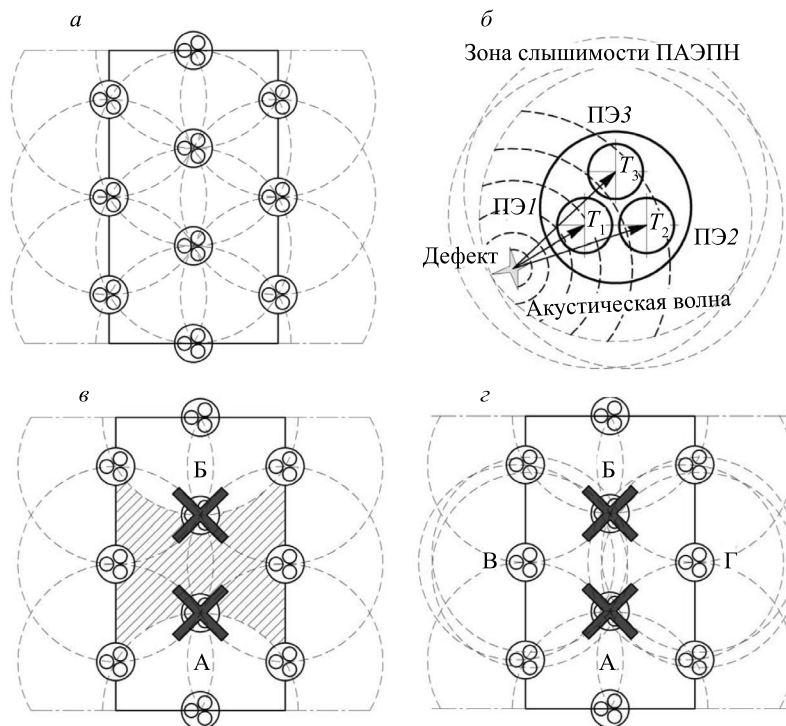 а
б
Зона слышимости ПАЭПН
ПЭ3
T3
ПЭ1
T1
T2
ПЭ2
Дефект
Акустическая волна
в
Б
А
г
Б
В
Г
А